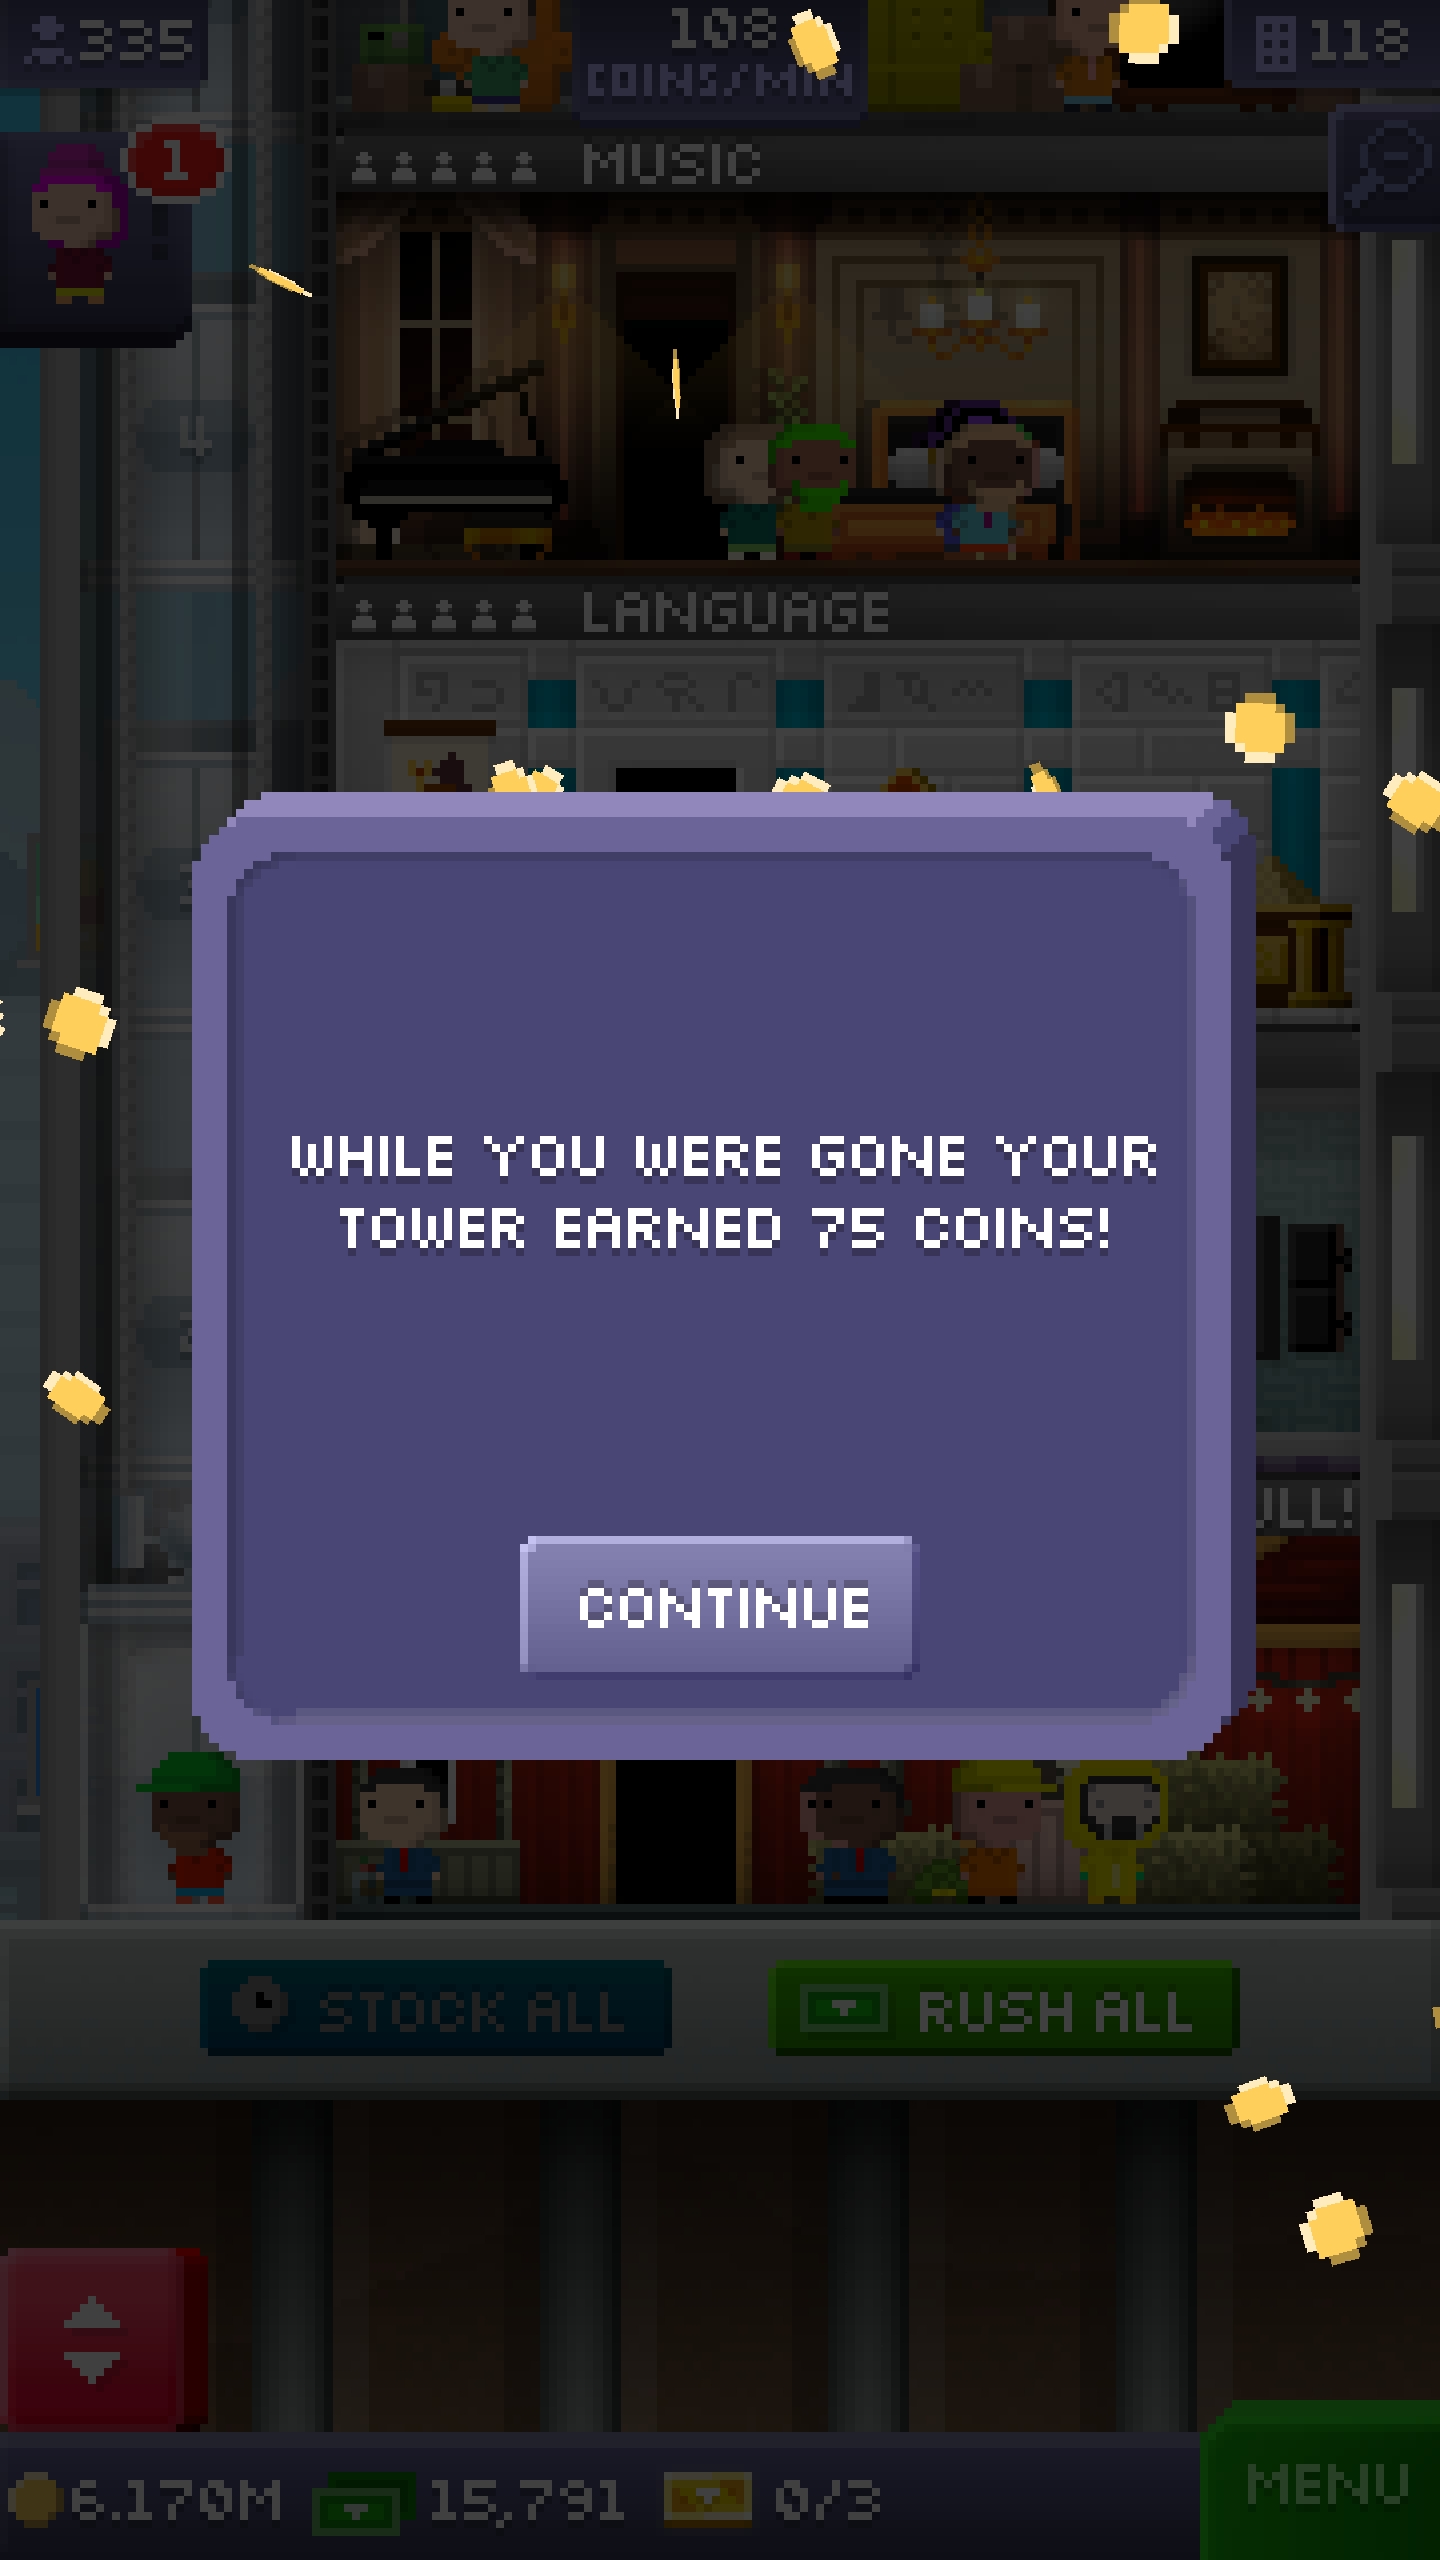 335
108
COINS/MIN
118
1
MUSIC
4
LANGUAGE
WHILE YOU WERE GONE YOUR
TOWER EARNED 75 COINS!
CONTINUE
STOCK ALL
RUSH ALL
6.170M
15,791
0/3
MENU